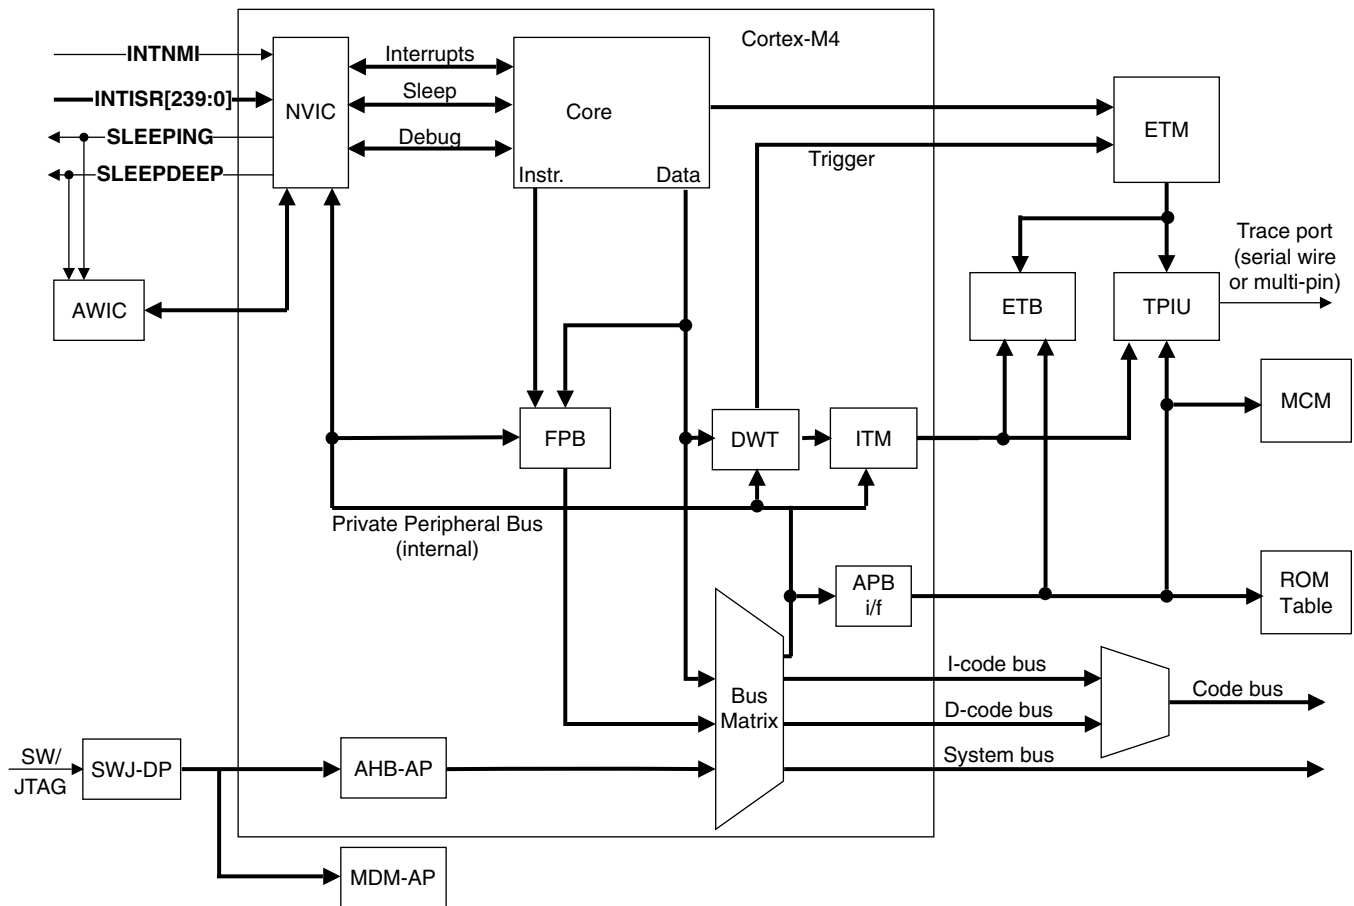 Cortex-M4
INTNMI
INTISR[239:0]
SLEEPING
SLEEPDEEP
NVIC
Interrupts
Sleep
Debug
Core
Instr.
Data
ETM
Trigger
Trace port
(serial wire
or multi-pin)
AWIC
ETB
TPIU
MCM
FPB
DWT
ITM
Private Peripheral Bus
(internal)
APB
i/f
ROM
Table
Bus
Matrix
I-code bus
D-code bus
Code bus
System bus
SW/
JTAG
SWJ-DP
AHB-AP
MDM-AP